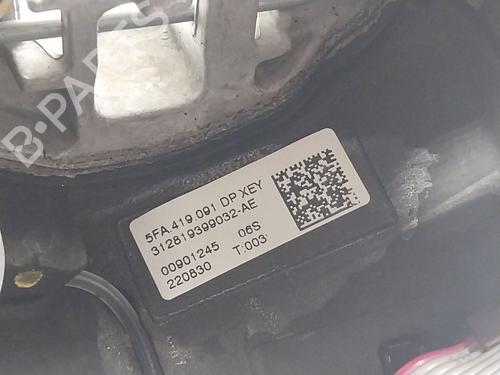 B-PARTS
5FA.419.091 DP XEY
312819399032-AE
00901245 06S
220830 T:003